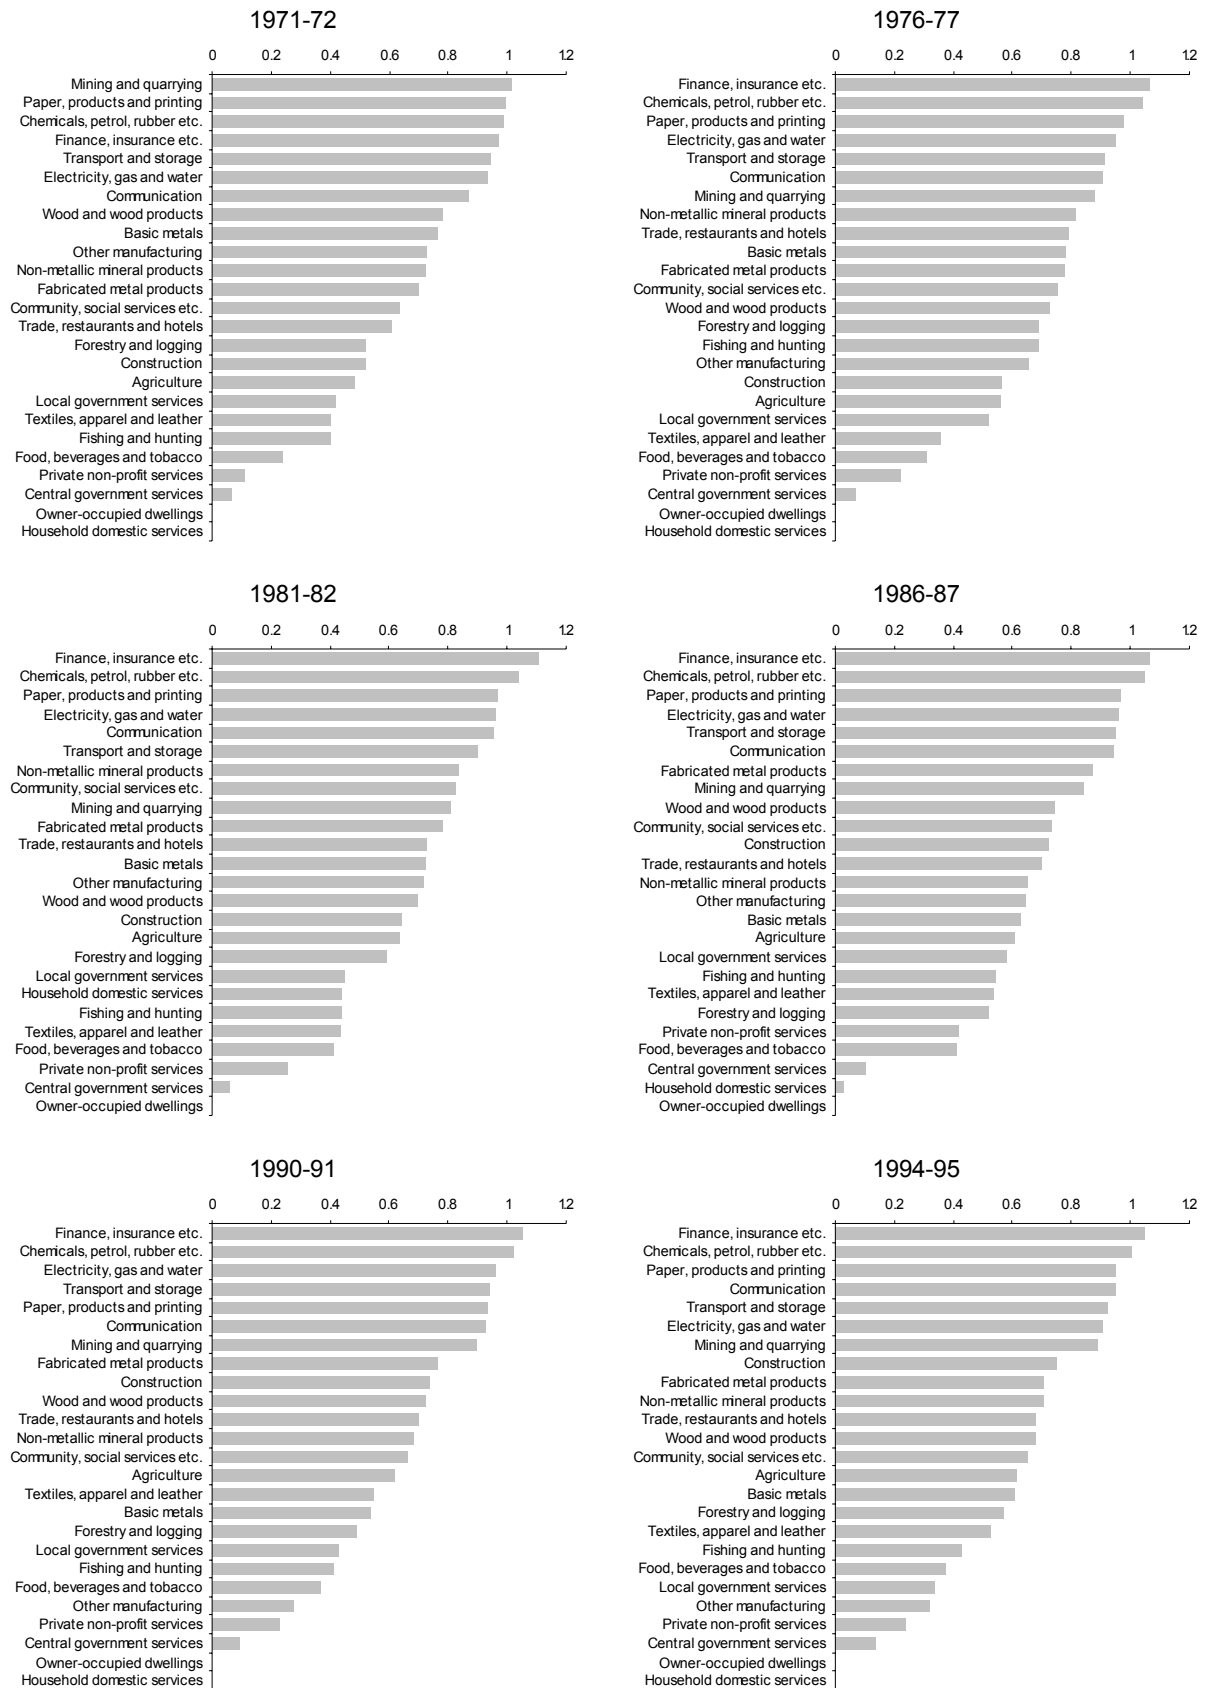 1971-72
0 0.2 0.4 0.6 0.8 1 1.2
Mining and quarrying
Paper, products and printing
Chemicals, petrol, rubber etc.
Finance, insurance etc.
Transport and storage
Electricity, gas and water
Communication
Wood and wood products
Basic metals
Other manufacturing
Non-metallic mineral products
Fabricated metal products
Community, social services etc.
Trade, restaurants and hotels
Forestry and logging
Construction
Agriculture
Local government services
Textiles, apparel and leather
Fishing and hunting
Food, beverages and tobacco
Private non-profit services
Central government services
Owner-occupied dwellings
Household domestic services
1976-77
0 0.2 0.4 0.6 0.8 1 1.2
Finance, insurance etc.
Chemicals, petrol, rubber etc.
Paper, products and printing
Electricity, gas and water
Transport and storage
Communication
Mining and quarrying
Non-metallic mineral products
Trade, restaurants and hotels
Basic metals
Fabricated metal products
Community, social services etc.
Wood and wood products
Forestry and logging
Fishing and hunting
Other manufacturing
Construction
Agriculture
Local government services
Textiles, apparel and leather
Food, beverages and tobacco
Private non-profit services
Central government services
Owner-occupied dwellings
Household domestic services
1981-82
0 0.2 0.4 0.6 0.8 1 1.2
Finance, insurance etc.
Chemicals, petrol, rubber etc.
Paper, products and printing
Electricity, gas and water
Communication
Transport and storage
Non-metallic mineral products
Community, social services etc.
Mining and quarrying
Fabricated metal products
Trade, restaurants and hotels
Basic metals
Other manufacturing
Wood and wood products
Construction
Agriculture
Forestry and logging
Local government services
Household domestic services
Fishing and hunting
Textiles, apparel and leather
Food, beverages and tobacco
Private non-profit services
Central government services
Owner-occupied dwellings
1986-87
0 0.2 0.4 0.6 0.8 1 1.2
Finance, insurance etc.
Chemicals, petrol, rubber etc.
Paper, products and printing
Electricity, gas and water
Transport and storage
Communication
Fabricated metal products
Mining and quarrying
Wood and wood products
Community, social services etc.
Construction
Trade, restaurants and hotels
Non-metallic mineral products
Other manufacturing
Basic metals
Agriculture
Local government services
Fishing and hunting
Textiles, apparel and leather
Forestry and logging
Private non-profit services
Food, beverages and tobacco
Central government services
Household domestic services
Owner-occupied dwellings
1990-91
0 0.2 0.4 0.6 0.8 1 1.2
Finance, insurance etc.
Chemicals, petrol, rubber etc.
Electricity, gas and water
Transport and storage
Paper, products and printing
Communication
Mining and quarrying
Fabricated metal products
Construction
Wood and wood products
Trade, restaurants and hotels
Non-metallic mineral products
Community, social services etc.
Agriculture
Textiles, apparel and leather
Basic metals
Forestry and logging
Local government services
Fishing and hunting
Food, beverages and tobacco
Other manufacturing
Private non-profit services
Central government services
Owner-occupied dwellings
Household domestic services
1994-95
0 0.2 0.4 0.6 0.8 1 1.2
Finance, insurance etc.
Chemicals, petrol, rubber etc.
Paper, products and printing
Communication
Transport and storage
Electricity, gas and water
Mining and quarrying
Construction
Fabricated metal products
Non-metallic mineral products
Trade, restaurants and hotels
Wood and wood products
Community, social services etc.
Agriculture
Basic metals
Forestry and logging
Textiles, apparel and leather
Fishing and hunting
Food, beverages and tobacco
Local government services
Other manufacturing
Private non-profit services
Central government services
Owner-occupied dwellings
Household domestic services